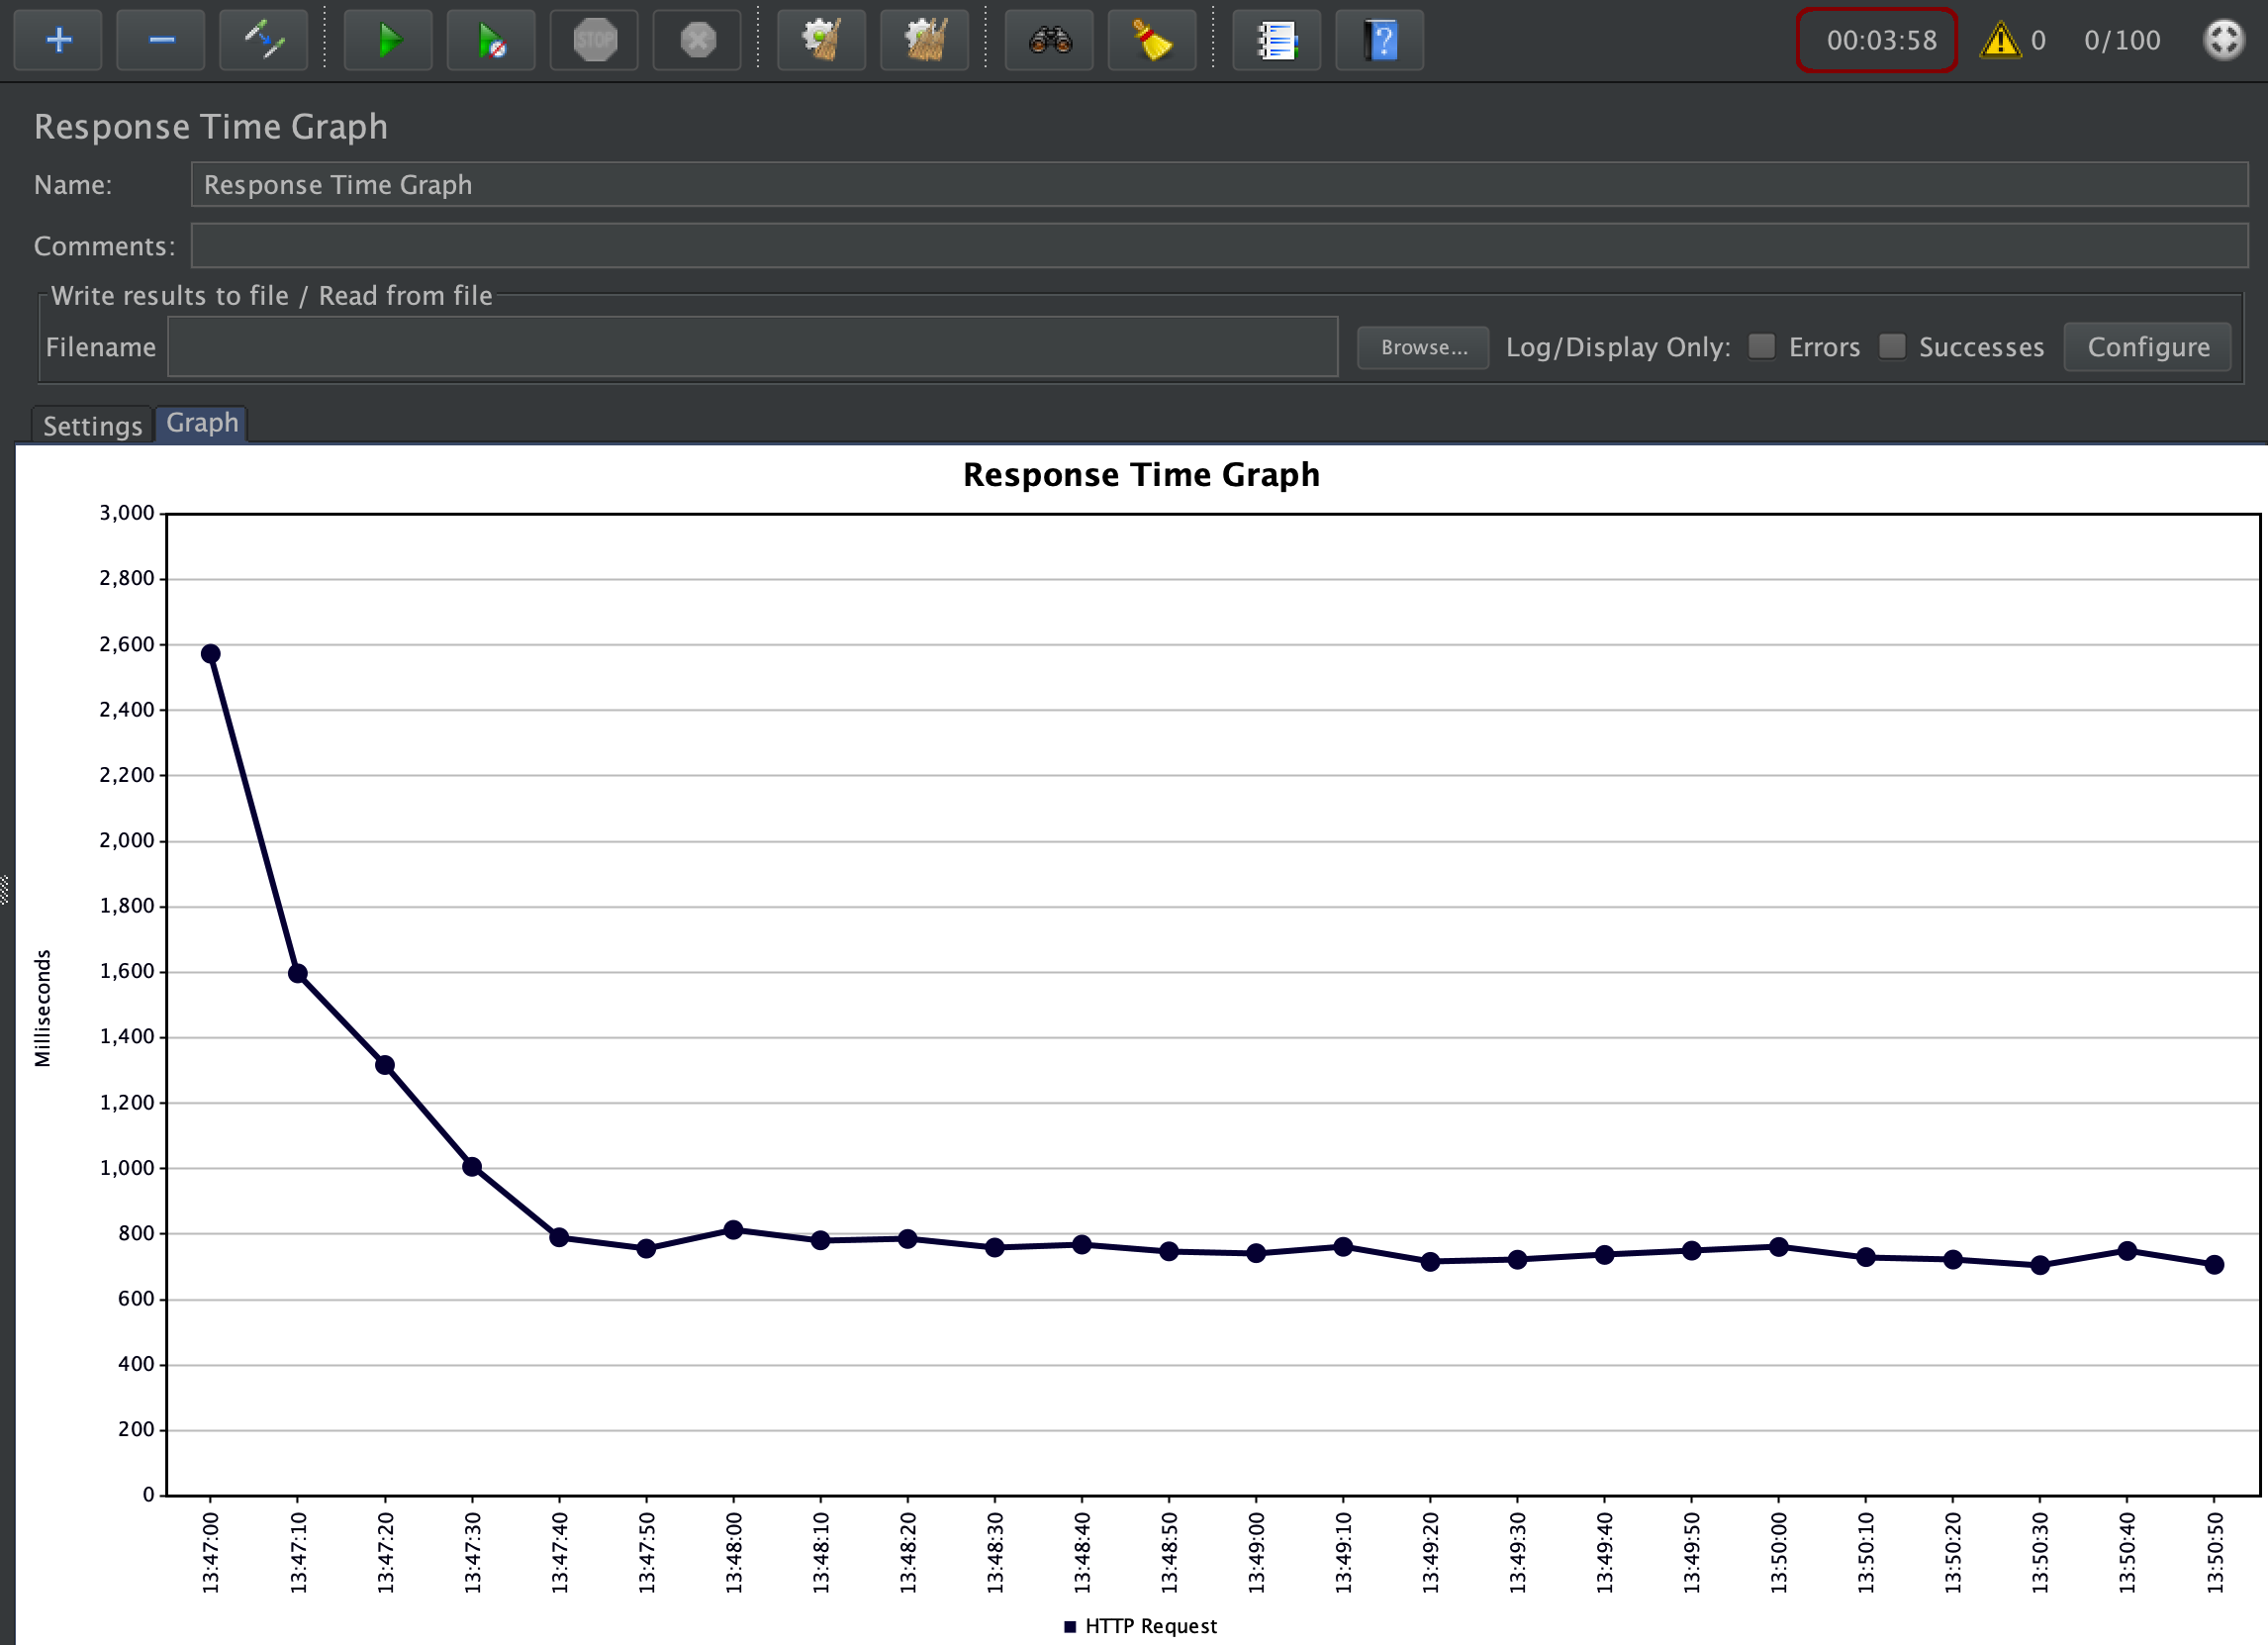 STOP
00:03:58
0
0/100
Response Time Graph
Name:
Response Time Graph
Comments:
Write results to file / Read from file
Filename
Browse...
Log/Display Only:
Errors
Successes
Configure
Settings
Graph
Response Time Graph
3,000
2,800
2,600
2,400
2,200
2,000
1,800
1,600
1,400
1,200
1,000
800
600
400
200
0
Milliseconds
13:47:00
13:47:10
13:47:20
13:47:30
13:47:40
13:47:50
13:48:00
13:48:10
13:48:20
13:48:30
13:48:40
13:48:50
13:49:00
13:49:10
13:49:20
13:49:30
13:49:40
13:49:50
13:50:00
13:50:10
13:50:20
13:50:30
13:50:40
13:50:50
HTTP Request